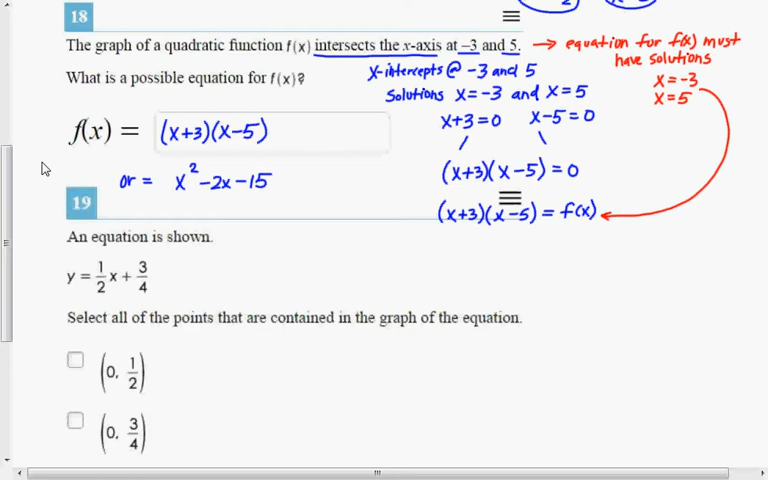 18
The graph of a quadratic function f(x) intersects the x-axis at −3 and 5. → equation for f(x) must
have solutions
x = −3
x = 5
What is a possible equation for f(x)?
x-intercepts @ −3 and 5
Solutions x = −3 and x = 5
x+3=0 x−5=0
f(x) = (x+3)(x−5)
(x+3)(x−5) = 0
or = x² −2x −15
(x+3)(x−5) = f(x)
19
An equation is shown.
y = 1/2 x + 3/4
Select all of the points that are contained in the graph of the equation.
(0, 1/2)
(0, 3/4)